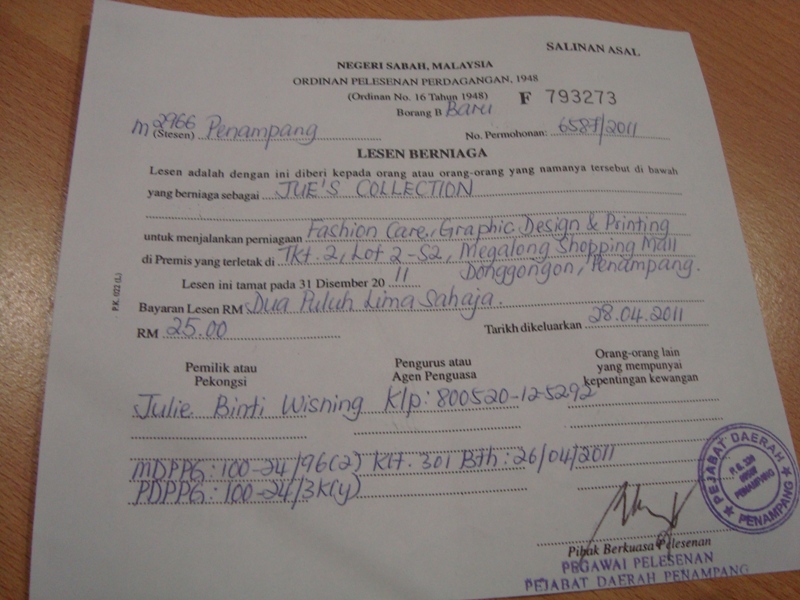 SALINAN ASAL
NEGERI SABAH, MALAYSIA
ORDINAN PELESENAN PERDAGANGAN, 1948
(Ordinan No. 16 Tahun 1948) F 793273
Borang B Baru
m 2966 Penampang
(Stesen) No. Permohonan: 6587/2011
LESEN BERNIAGA
Lesen adalah dengan ini diberi kepada orang atau orang-orang yang namanya tersebut di bawah
yang berniaga sebagai JUE'S COLLECTION
untuk menjalankan perniagaan Fashion Care, Graphic Design & Printing
di Premis yang terletak di Tkt. 2, Lot 2-S2, Megalong Shopping Mall
Donggongon, Penampang.
Lesen ini tamat pada 31 Disember 20 11
Bayaran Lesen RM Dua Puluh Lima Sahaja.
RM 25.00 Tarikh dikeluarkan 28.04.2011
Pemilik atau Pengurus atau Orang-orang lain
Pekongsi Agen Penguasa yang mempunyai
kepentingan kewangan
Julie Binti Wisning K/p: 800520-12-5292
MDPPG: 100-24/96(2) Klt. 301 Bth: 26/04/2011
PDPPG: 100-24/3K(y)
PEJABAT DAERAH
PENAMPANG
Pihak Berkuasa Pelesenan
PEGAWAI PELESENAN
PEJABAT DAERAH PENAMPANG
P.K. 022 (L)